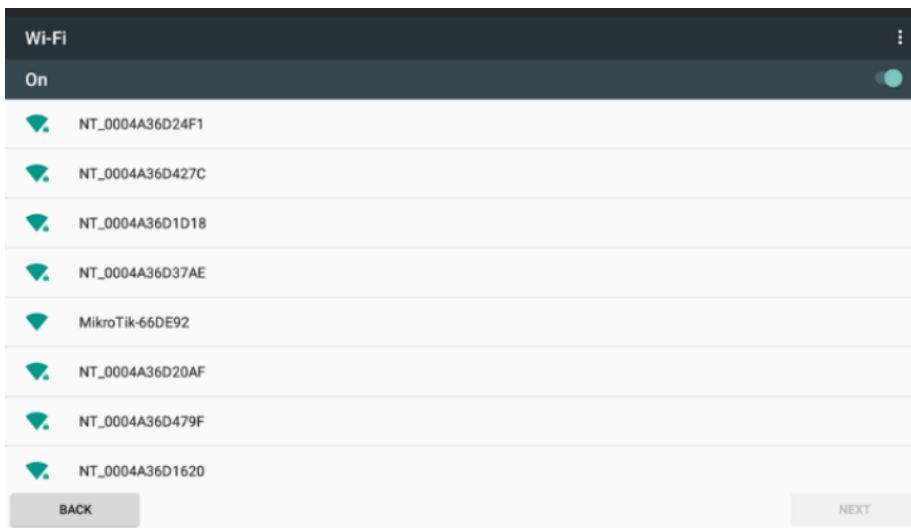 Wi-Fi
On
NT_0004A36D24F1
NT_0004A36D427C
NT_0004A36D1D18
NT_0004A36D37AE
MikroTik-66DE92
NT_0004A36D20AF
NT_0004A36D479F
NT_0004A36D1620
BACK NEXT